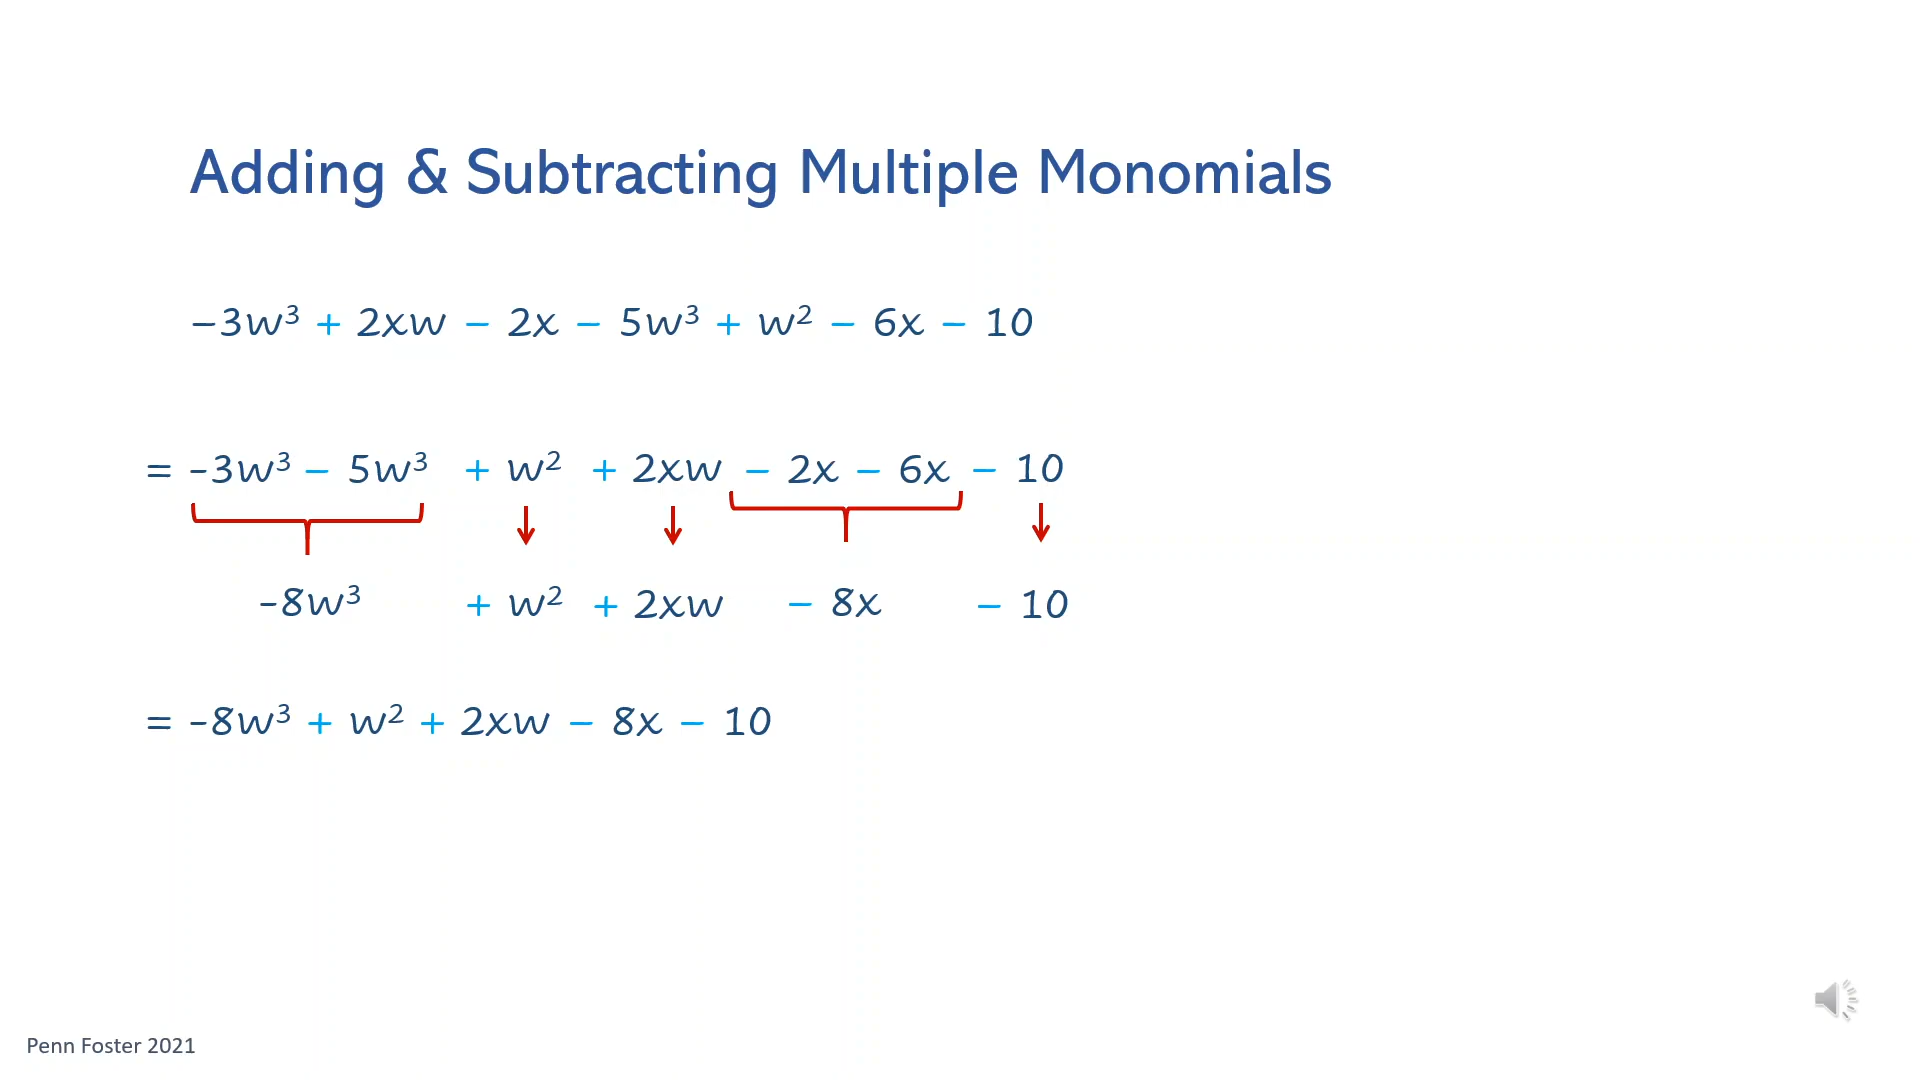 Adding & Subtracting Multiple Monomials
–3w³ + 2xw – 2x – 5w³ + w² – 6x – 10
= -3w³ – 5w³ + w² + 2xw – 2x – 6x – 10
-8w³ + w² + 2xw – 8x – 10
= -8w³ + w² + 2xw – 8x – 10
Penn Foster 2021